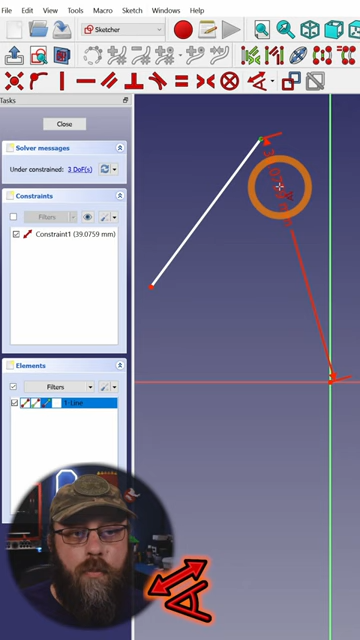 File Edit View Tools Macro Sketch Windows Help
Sketcher
Tasks
Close
Solver messages
Under constrained: 3 DoF(s)
Constraints
Filters
Constraint1 (39.0759 mm)
Elements
Filters
1-Line